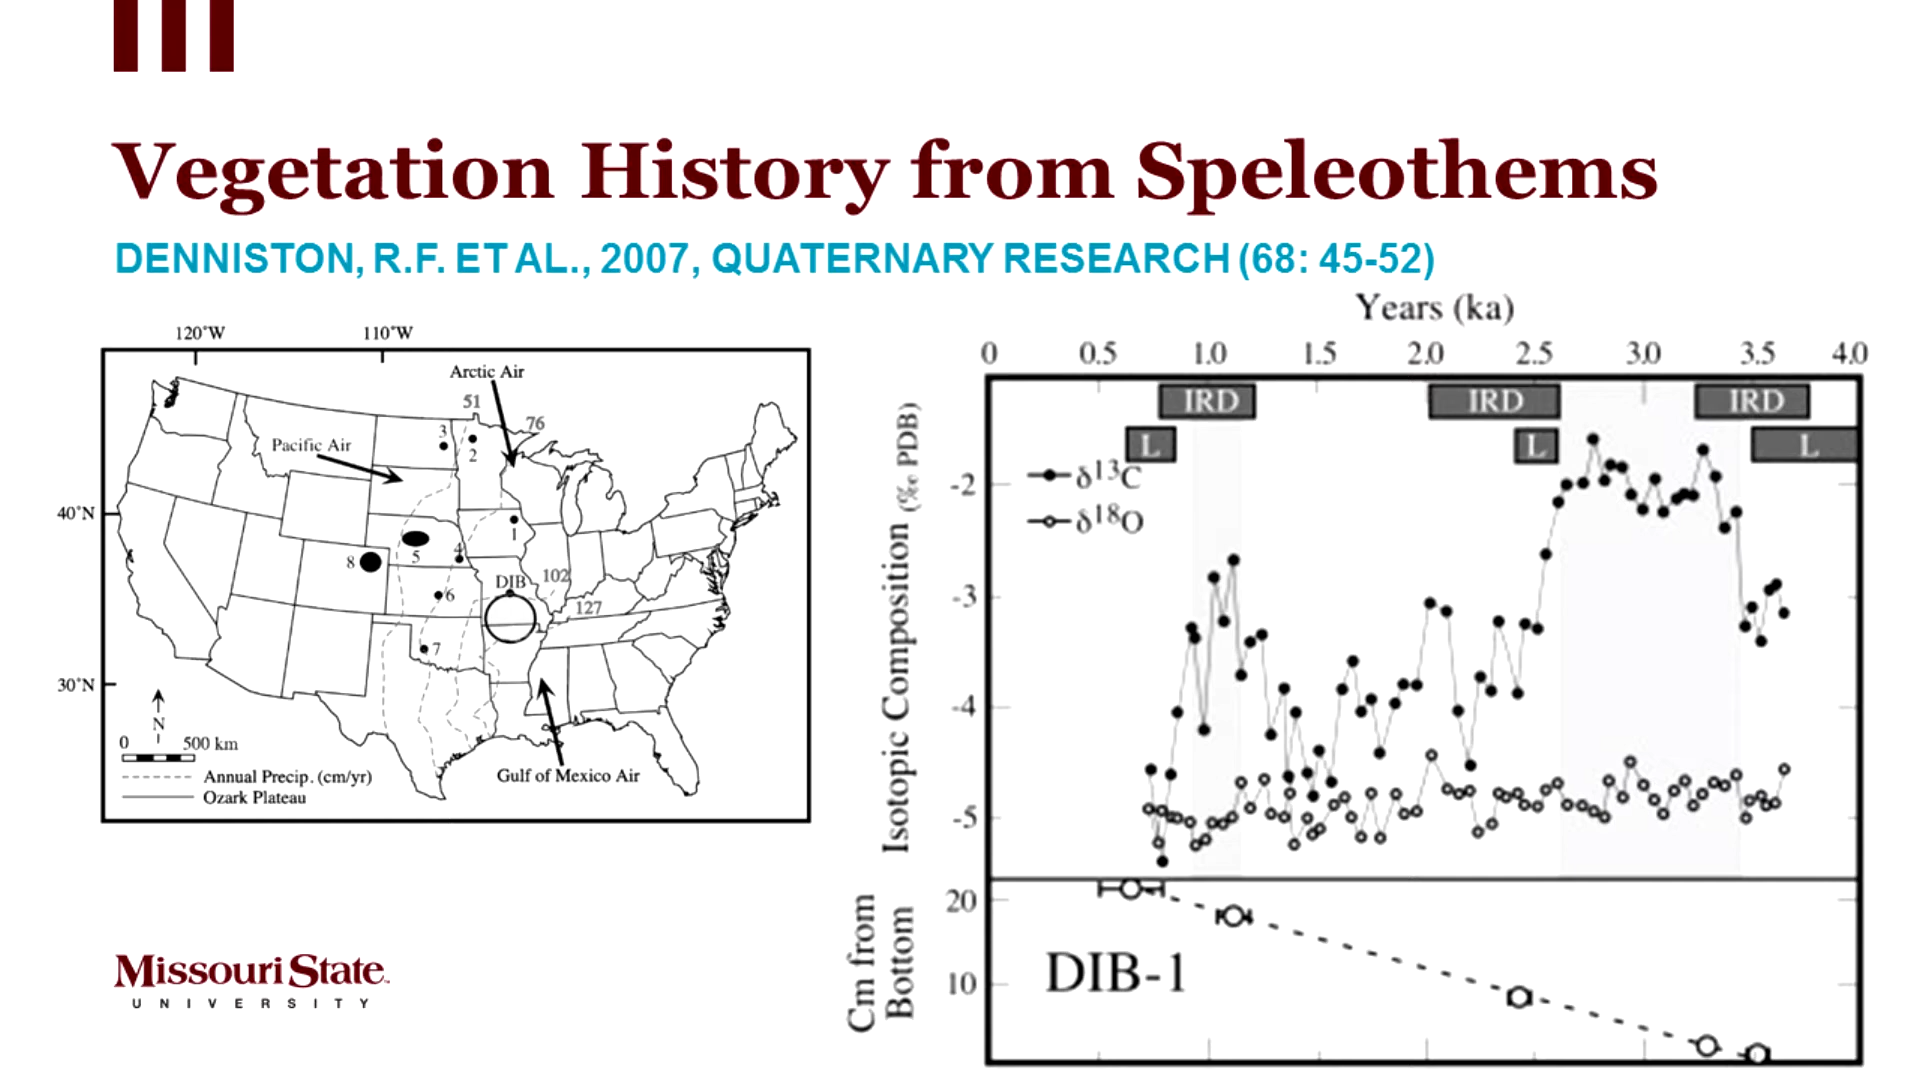 Vegetation History from Speleothems
DENNISTON, R.F. ET AL., 2007, QUATERNARY RESEARCH (68: 45-52)
120°W 110°W
Arctic Air
51
76
3
2
Pacific Air
40°N
1
8 5 4
DIB 102
6
127
7
30°N
N
0 500 km
Annual Precip. (cm/yr)
Gulf of Mexico Air
Ozark Plateau
Years (ka)
0 0.5 1.0 1.5 2.0 2.5 3.0 3.5 4.0
IRD IRD IRD
L L L
δ13C
δ18O
Isotopic Composition (‰ PDB)
-2
-3
-4
-5
Cm from
Bottom
20
10
DIB-1
Missouri State
UNIVERSITY